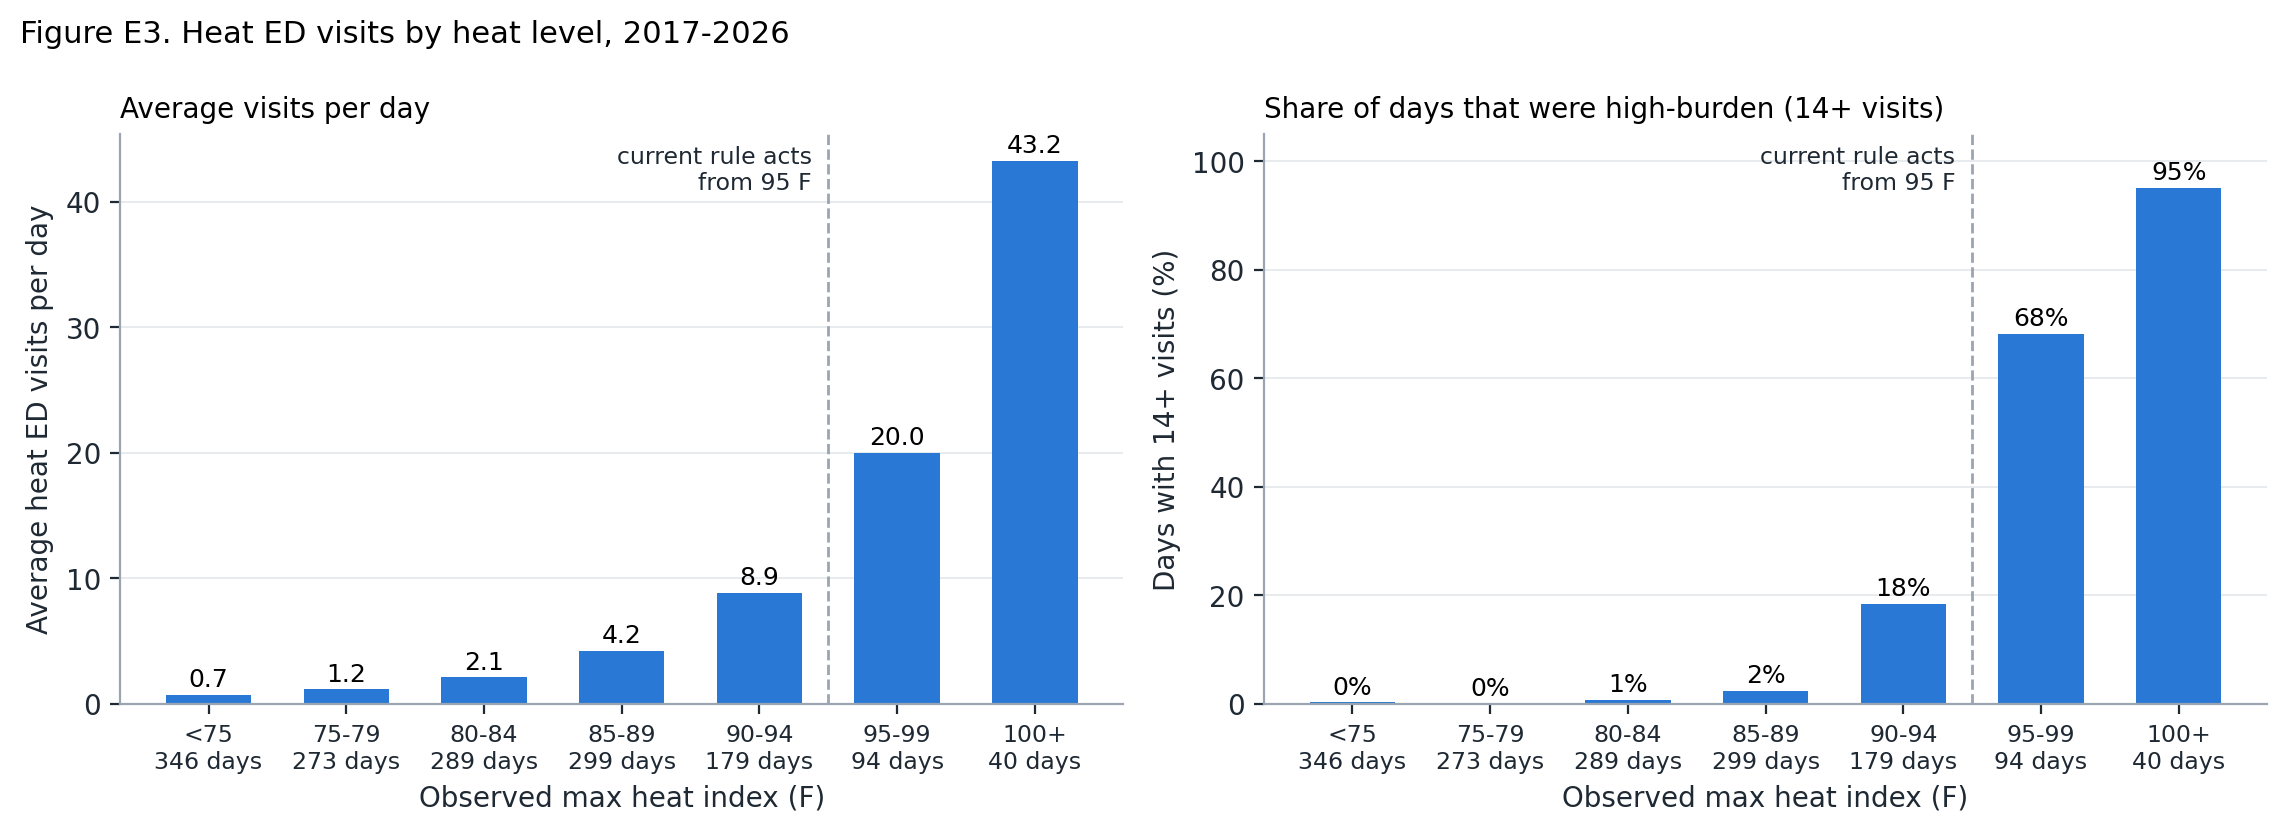 Figure E3. Heat ED visits by heat level, 2017-2026
Average visits per day
Average heat ED visits per day
40
30
20
10
0
current rule acts
from 95 F
0.7
1.2
2.1
4.2
8.9
20.0
43.2
<75
346 days
75-79
273 days
80-84
289 days
85-89
299 days
90-94
179 days
95-99
94 days
100+
40 days
Observed max heat index (F)
Share of days that were high-burden (14+ visits)
Days with 14+ visits (%)
100
80
60
40
20
0
current rule acts
from 95 F
0%
0%
1%
2%
18%
68%
95%
<75
346 days
75-79
273 days
80-84
289 days
85-89
299 days
90-94
179 days
95-99
94 days
100+
40 days
Observed max heat index (F)